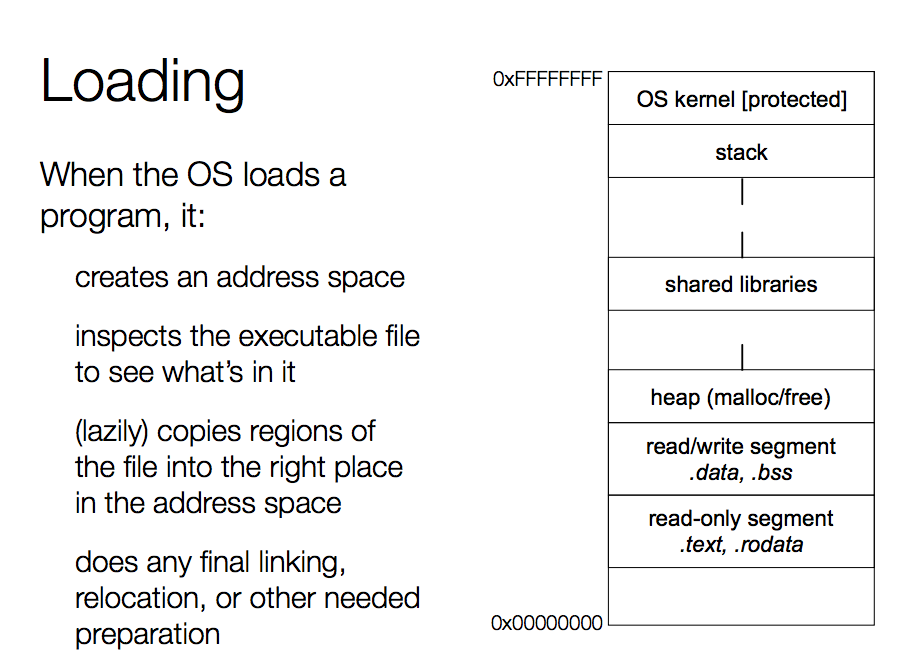 Loading
When the OS loads a
program, it:
creates an address space
inspects the executable file
to see what’s in it
(lazily) copies regions of
the file into the right place
in the address space
does any final linking,
relocation, or other needed
preparation
0xFFFFFFFF
OS kernel [protected]
stack
shared libraries
heap (malloc/free)
read/write segment
.data, .bss
read-only segment
.text, .rodata
0x00000000